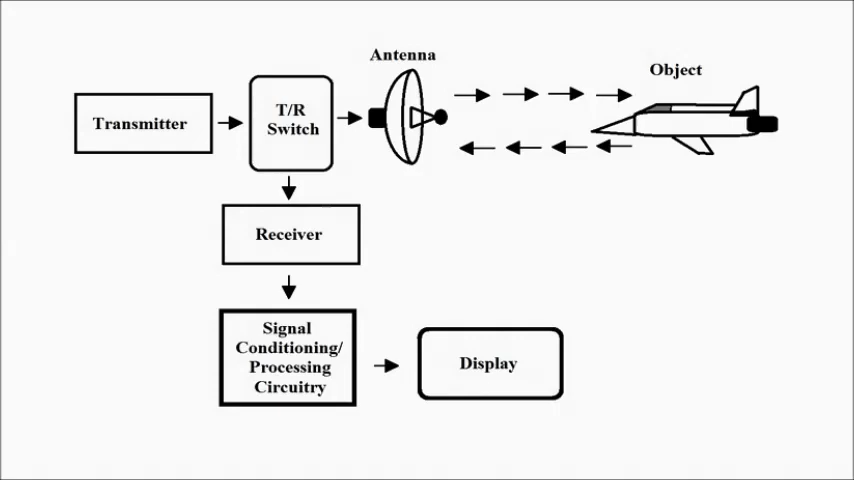 Antenna
Object
Transmitter
T/R
Switch
Receiver
Signal
Conditioning/
Processing
Circuitry
Display